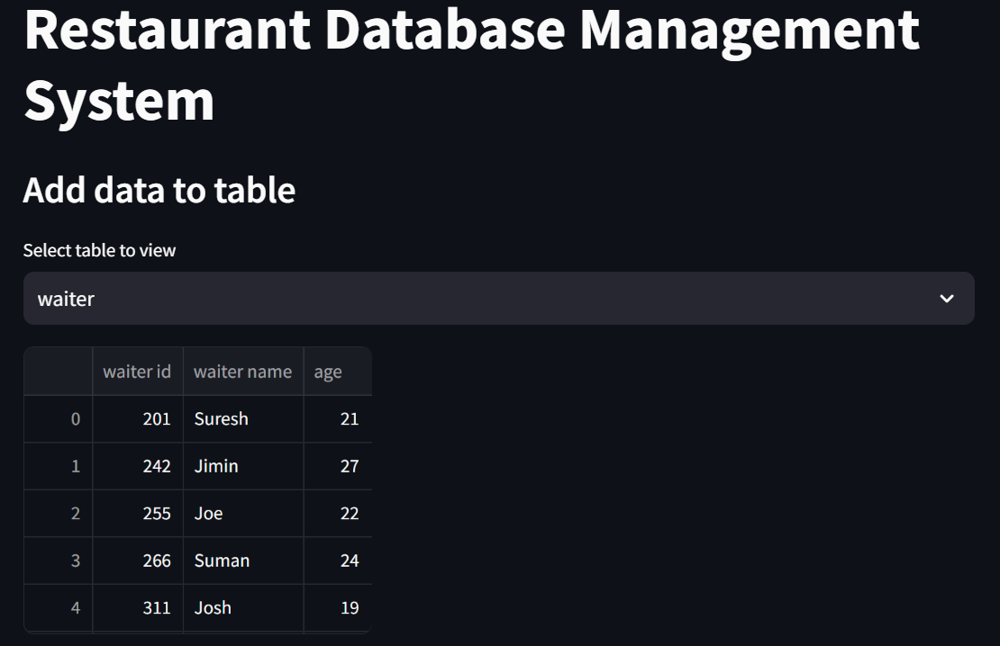 Restaurant Database Management
System
Add data to table
Select table to view
waiter
waiter id waiter name age
0 201 Suresh 21
1 242 Jimin 27
2 255 Joe 22
3 266 Suman 24
4 311 Josh 19